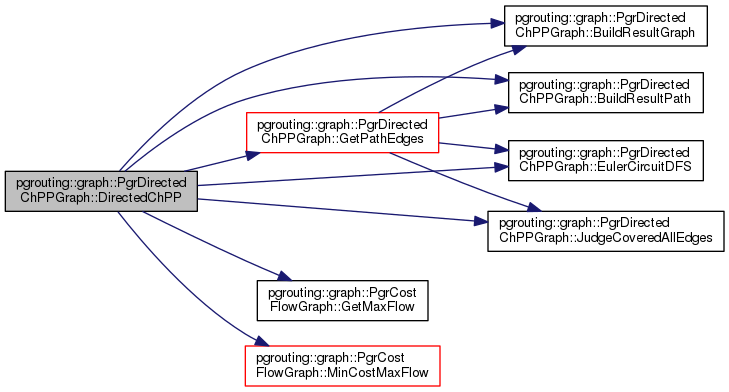 pgrouting::graph::PgrDirected
ChPPGraph::BuildResultGraph
pgrouting::graph::PgrDirected
ChPPGraph::BuildResultPath
pgrouting::graph::PgrDirected
ChPPGraph::GetPathEdges
pgrouting::graph::PgrDirected
ChPPGraph::EulerCircuitDFS
pgrouting::graph::PgrDirected
ChPPGraph::DirectedChPP
pgrouting::graph::PgrDirected
ChPPGraph::JudgeCoveredAllEdges
pgrouting::graph::PgrCost
FlowGraph::GetMaxFlow
pgrouting::graph::PgrCost
FlowGraph::MinCostMaxFlow